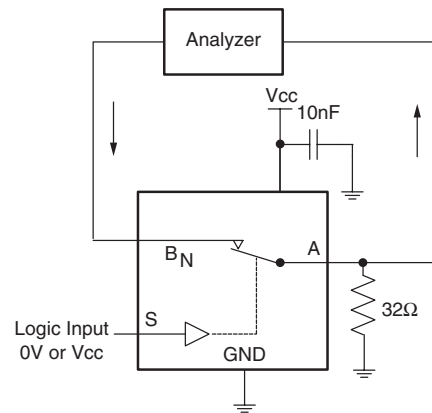 Analyzer
Vcc
10nF
B N
A
S
Logic Input
0V or Vcc
GND
32Ω